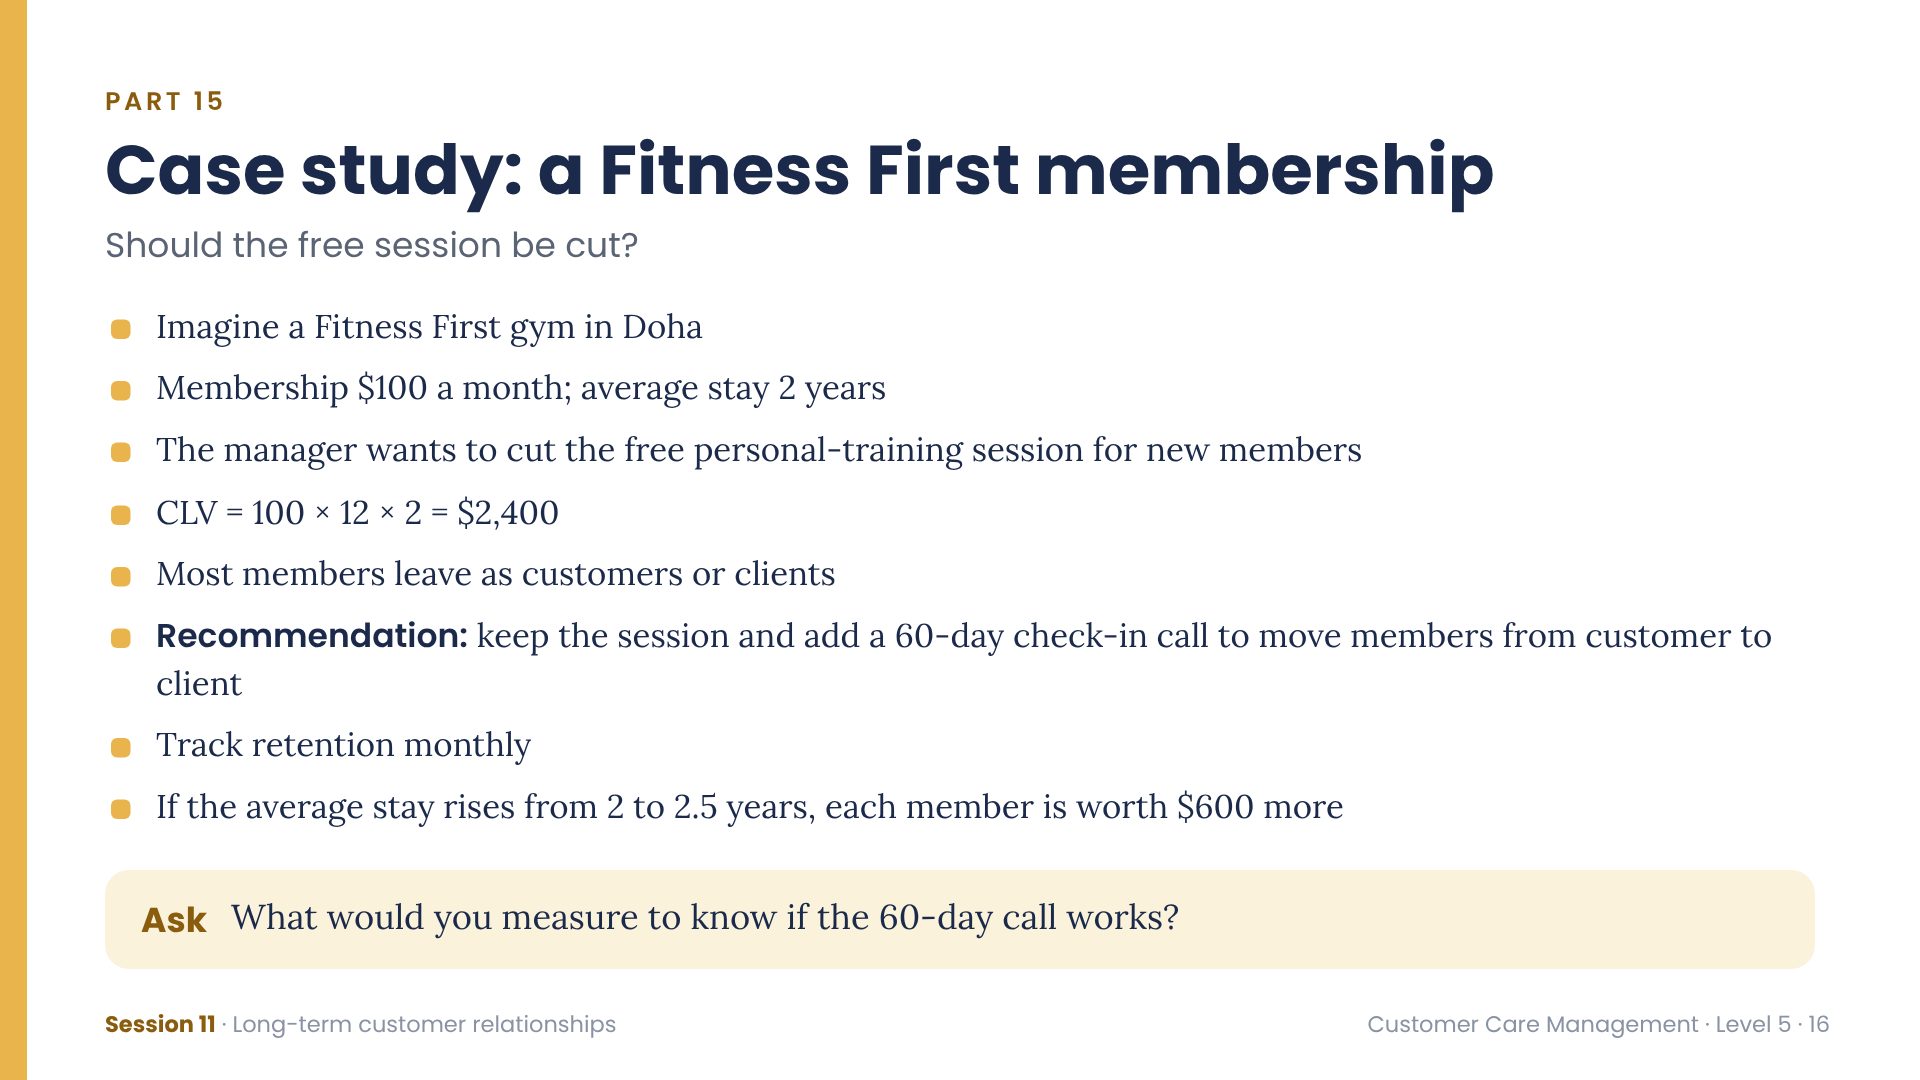 PART 15
Case study: a Fitness First membership
Should the free session be cut?
Imagine a Fitness First gym in Doha
Membership $100 a month; average stay 2 years
The manager wants to cut the free personal-training session for new members
CLV = 100 × 12 × 2 = $2,400
Most members leave as customers or clients
Recommendation: keep the session and add a 60-day check-in call to move members from customer to
client
Track retention monthly
If the average stay rises from 2 to 2.5 years, each member is worth $600 more
Ask What would you measure to know if the 60-day call works?
Session 11 · Long-term customer relationships
Customer Care Management · Level 5 · 16